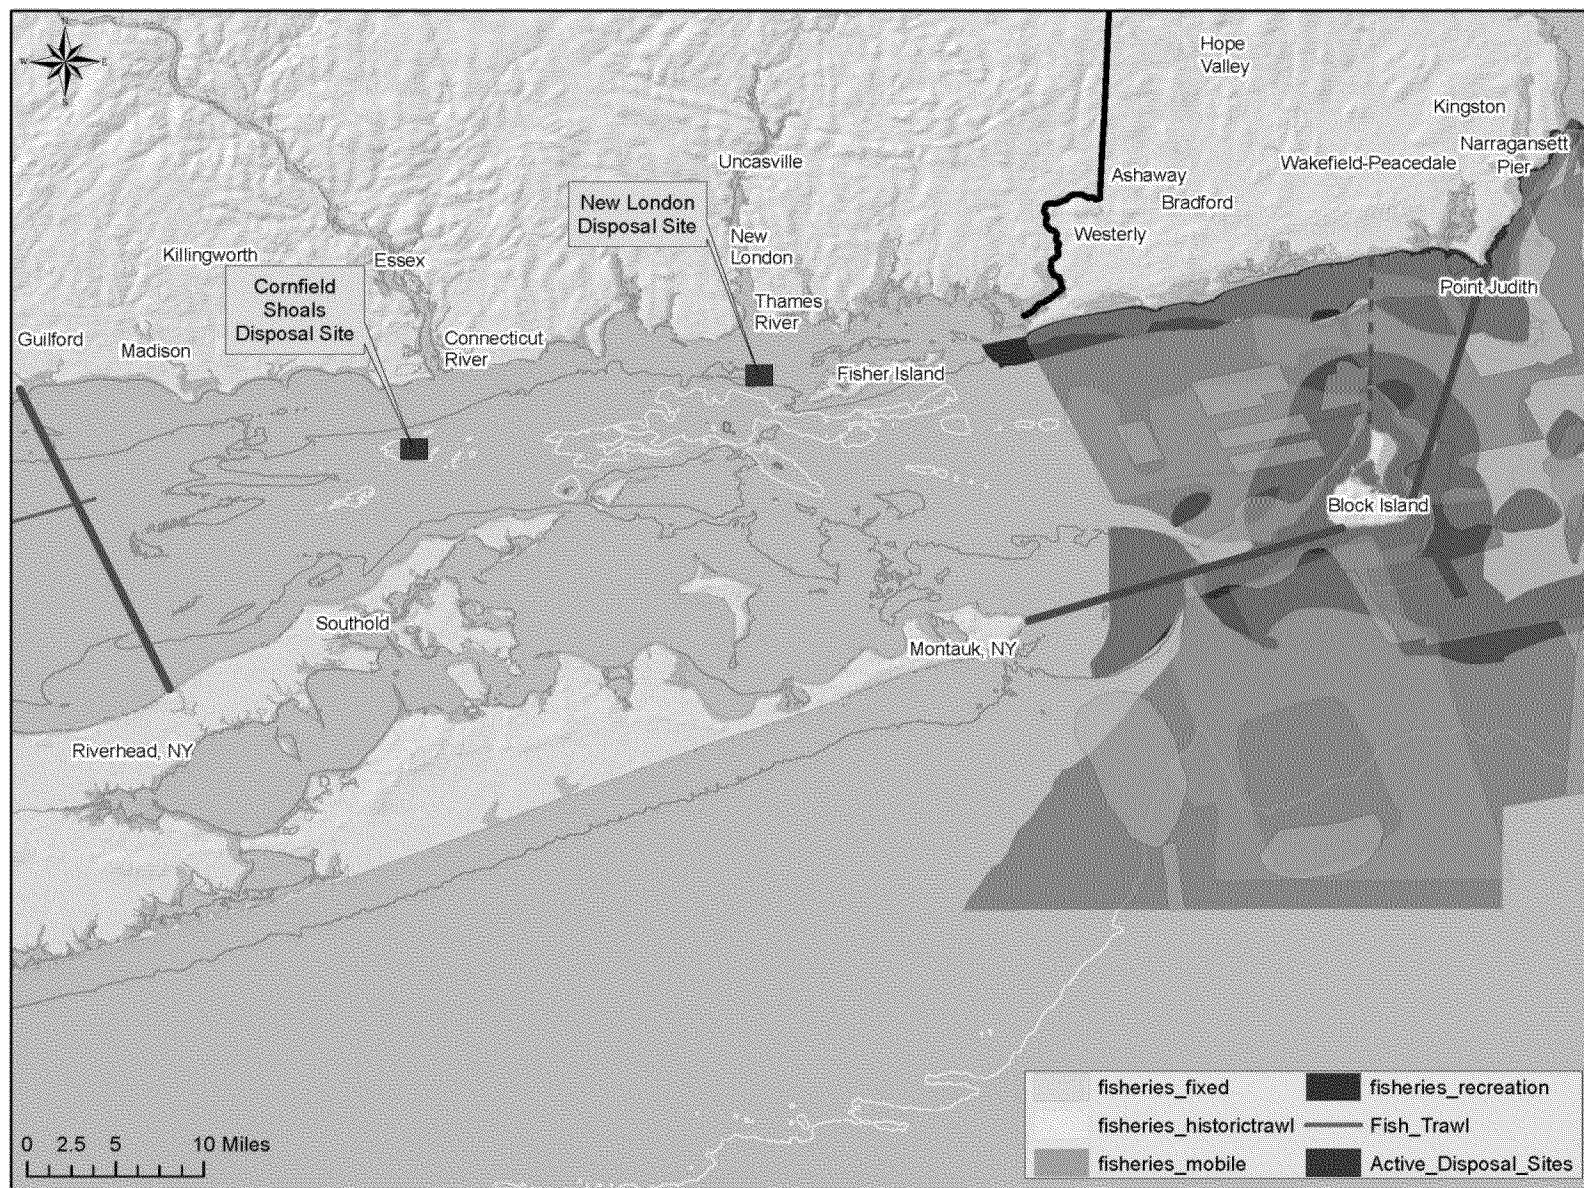 N
W E
S
Hope
Valley
Kingston
Narragansett
Pier
Wakefield-Peacedale
Uncasville
Ashaway
Bradford
New London
Disposal Site
Westerly
New
London
Killingworth
Essex
Cornfield
Shoals
Disposal Site
Point Judith
Thames
River
Guilford
Madison
Connecticut
River
Fisher Island
Block Island
Southold
Montauk, NY
Riverhead, NY
fisheries_fixed
fisheries_historictrawl
fisheries_mobile
fisheries_recreation
Fish_Trawl
Active_Disposal_Sites
0 2.5 5 10 Miles